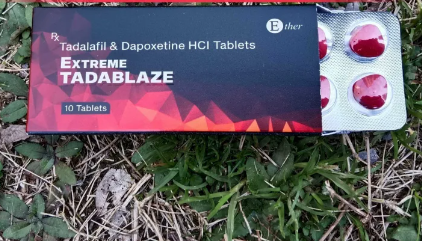 Ether
Rx
Tadalafil & Dapoxetine HCl Tablets
EXTREME
TADABLAZE
10 Tablets